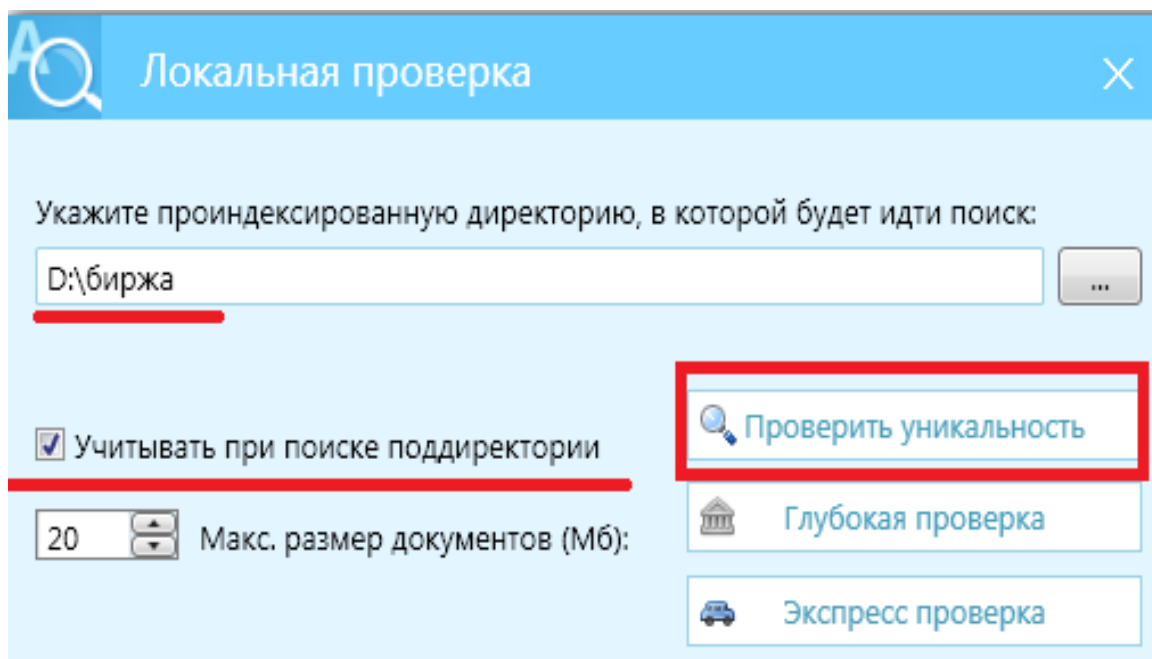 A
Локальная проверка
Укажите проиндексированную директорию, в которой будет идти поиск:
D:\биржа
...
Проверить уникальность
Учитывать при поиске поддиректории
Глубокая проверка
20 Макс. размер документов (Мб):
Экспресс проверка